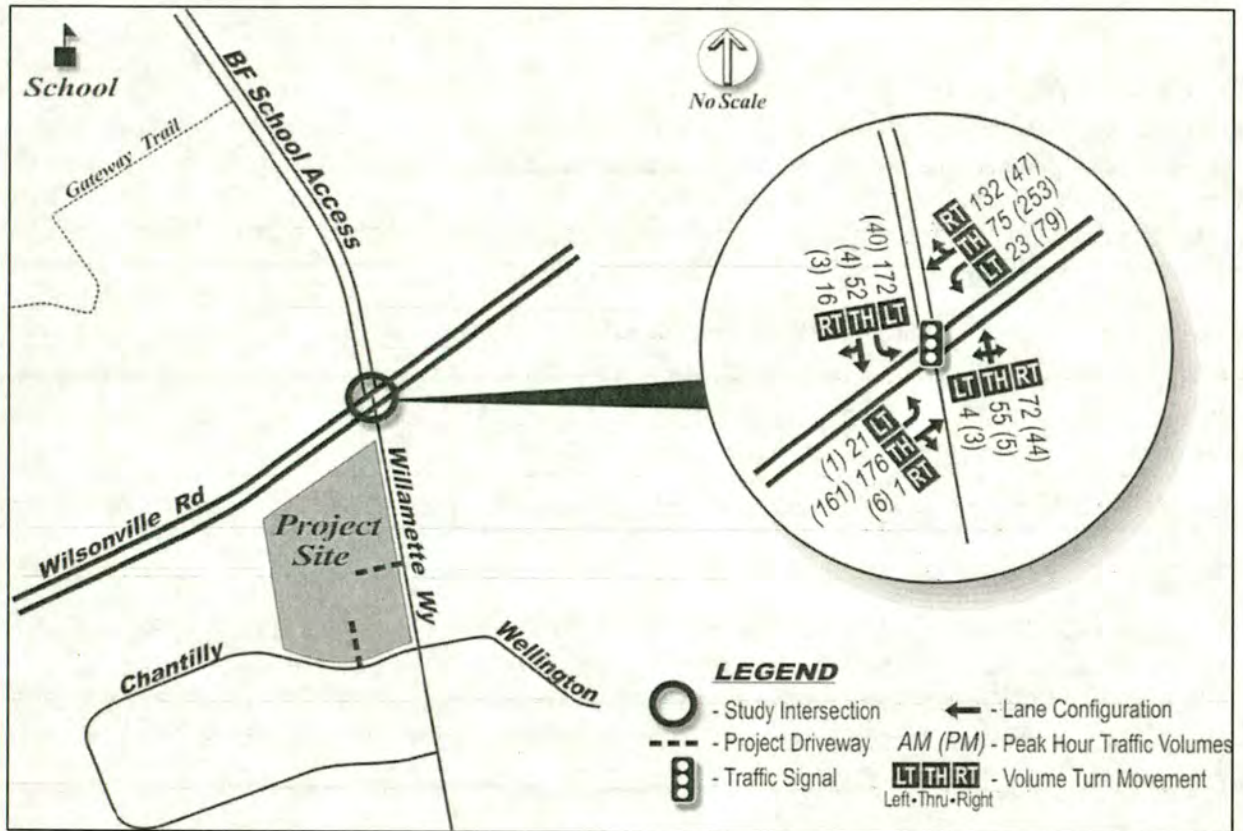 School
BF School Access
No Scale
Gateway Trail
RT 132 (47)
TH 75 (253)
LT 23 (79)
(40) 172 LT
(4) 52 TH
(3) 16 RT
LT 4 (3)
TH 55 (5)
RT 72 (44)
(1) 21 LT
(161) 176 TH
(6) 1 RT
Wilsonville Rd
Project
Site
Willamette Wy
Chantilly
Wellington
LEGEND
- Study Intersection
- Lane Configuration
- Project Driveway
AM (PM) - Peak Hour Traffic Volumes
- Traffic Signal
LT TH RT - Volume Turn Movement
Left•Thru•Right